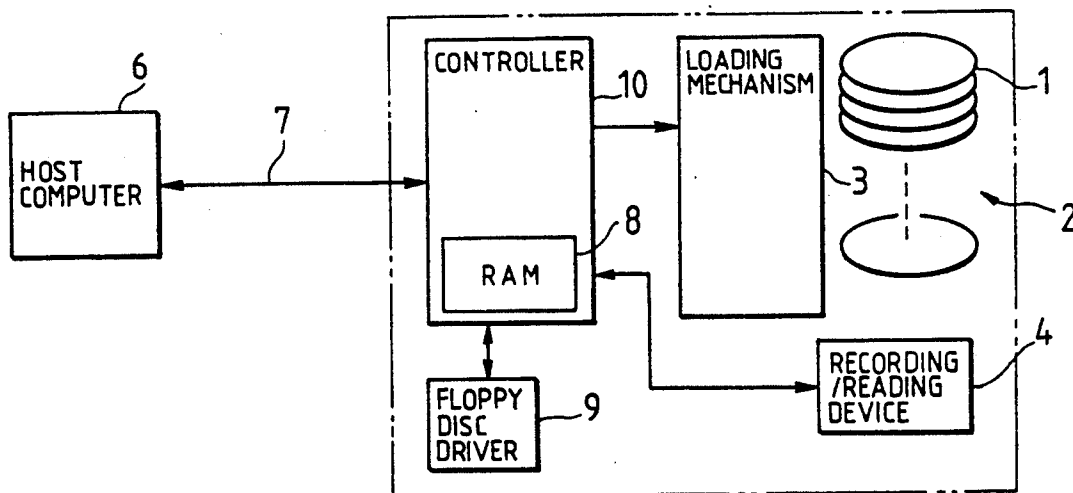 6
HOST
COMPUTER
7
CONTROLLER
10
RAM
8
FLOPPY
DISC
DRIVER
9
LOADING
MECHANISM
3
1
2
RECORDING
/READING
DEVICE
4